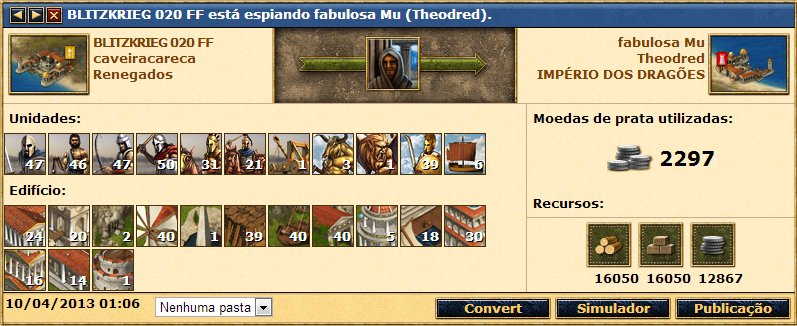 BLITZKRIEG 020 FF está espiando fabulosa Mu (Theodred).
BLITZKRIEG 020 FF
caveiracareca
Renegados
fabulosa Mu
Theodred
IMPÉRIO DOS DRAGÕES
Unidades:
47 46 47 50 31 21 1 3 1 39 6
Edifício:
24 20 2 40 1 39 40 40 5 18 30
16 14 1
Moedas de prata utilizadas:
2297
Recursos:
16050 16050 12867
10/04/2013 01:06
Nenhuma pasta
Convert
Simulador
Publicação